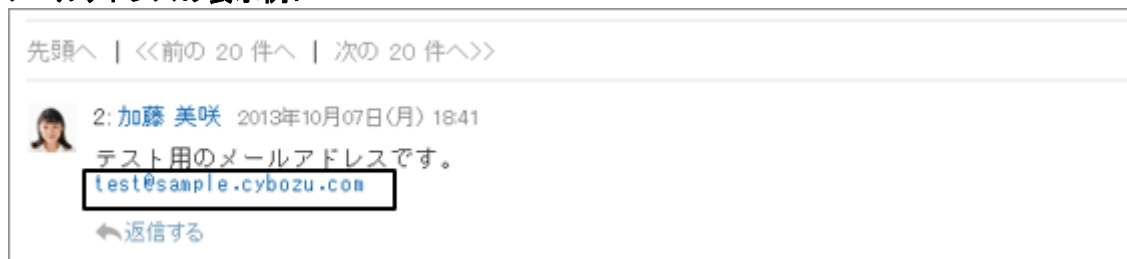 先頭へ | <<前の 20 件へ | 次の 20 件へ>>
2: 加藤 美咲 2013年10月07日(月) 18:41
テスト用のメールアドレスです。
test@sample.cybozu.com
返信する